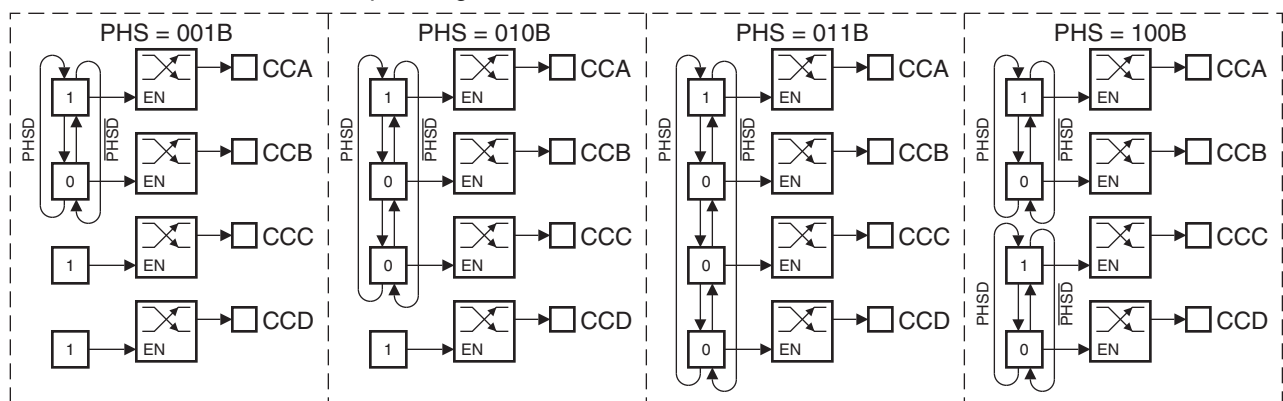 PHS = 001B
1
PHSD
PHSD
0
1
1
EN
CCA
EN
CCB
EN
CCC
EN
CCD
PHS = 010B
1
PHSD
PHSD
0
0
1
EN
CCA
EN
CCB
EN
CCC
EN
CCD
PHS = 011B
1
PHSD
PHSD
0
0
0
EN
CCA
EN
CCB
EN
CCC
EN
CCD
PHS = 100B
1
PHSD
PHSD
0
1
PHSD
PHSD
0
EN
CCA
EN
CCB
EN
CCC
EN
CCD